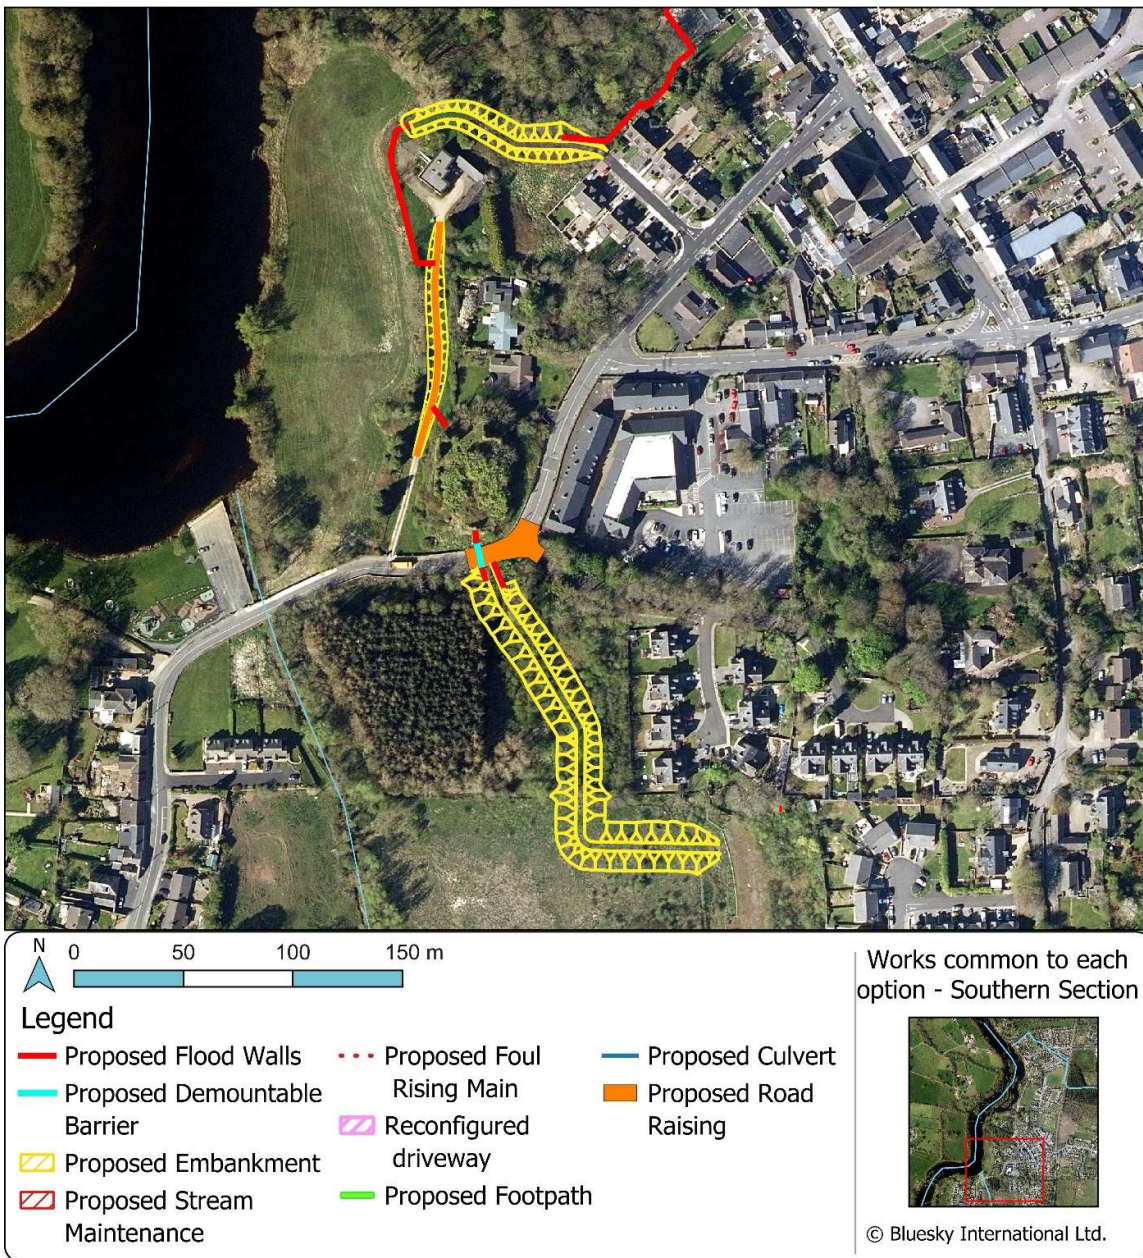 N
0 50 100 150 m
Legend
Proposed Flood Walls
Proposed Demountable
Barrier
Proposed Embankment
Proposed Stream
Maintenance
Proposed Foul
Rising Main
Reconfigured
driveway
Proposed Footpath
Proposed Culvert
Proposed Road
Raising
Works common to each
option - Southern Section
© Bluesky International Ltd.